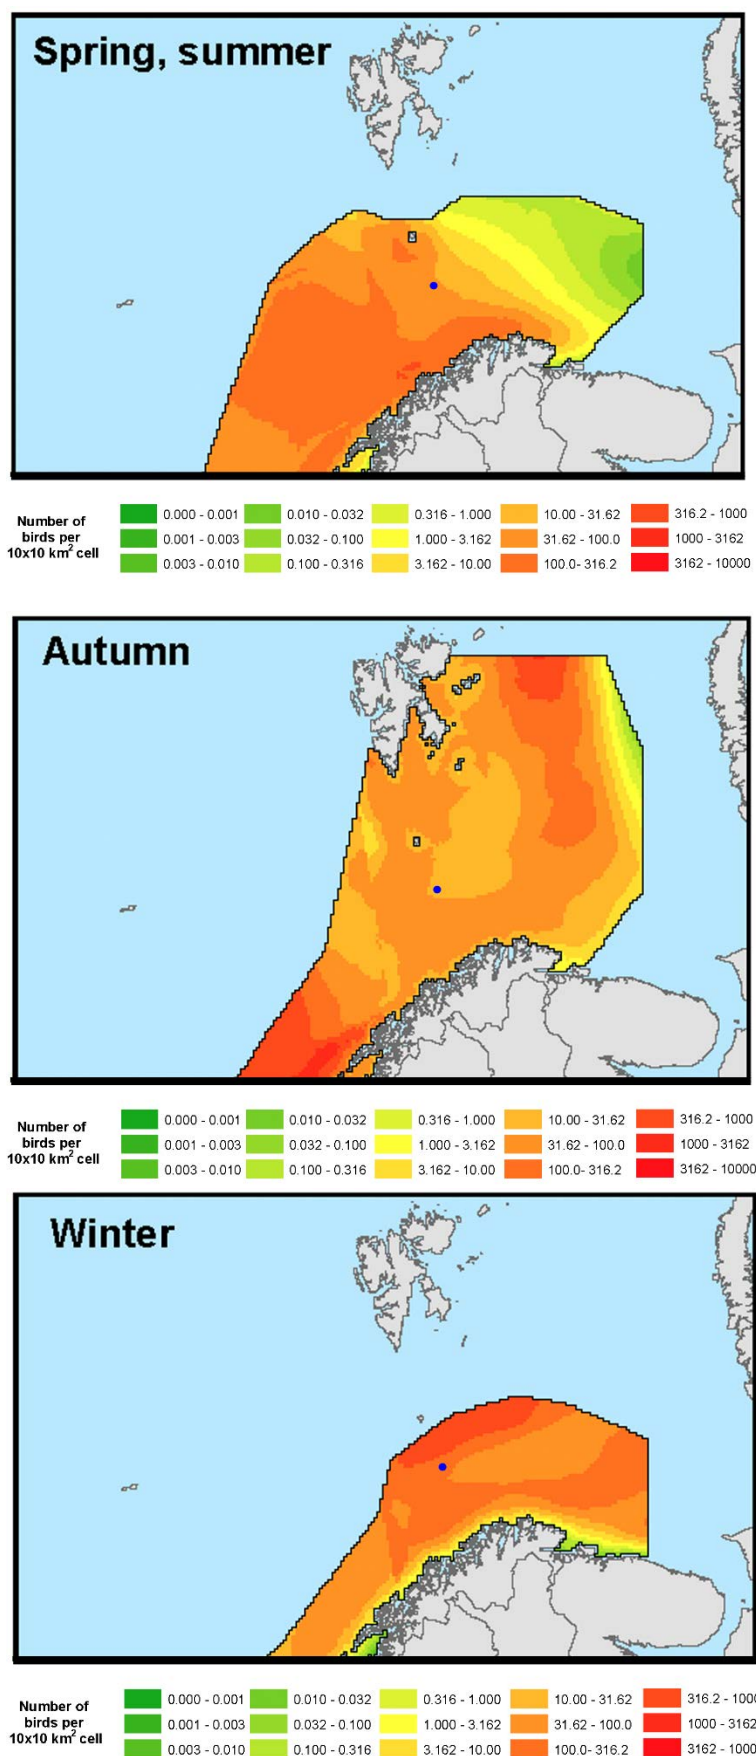 Spring, summer
Number of
birds per
10x10 km² cell
0.000 - 0.001 0.010 - 0.032 0.316 - 1.000 10.00 - 31.62 316.2 - 1000
0.001 - 0.003 0.032 - 0.100 1.000 - 3.162 31.62 - 100.0 1000 - 3162
0.003 - 0.010 0.100 - 0.316 3.162 - 10.00 100.0- 316.2 3162 - 10000
Autumn
Number of
birds per
10x10 km² cell
0.000 - 0.001 0.010 - 0.032 0.316 - 1.000 10.00 - 31.62 316.2 - 1000
0.001 - 0.003 0.032 - 0.100 1.000 - 3.162 31.62 - 100.0 1000 - 3162
0.003 - 0.010 0.100 - 0.316 3.162 - 10.00 100.0- 316.2 3162 - 10000
Winter
Number of
birds per
10x10 km² cell
0.000 - 0.001 0.010 - 0.032 0.316 - 1.000 10.00 - 31.62 316.2 - 100
0.001 - 0.003 0.032 - 0.100 1.000 - 3.162 31.62 - 100.0 1000 - 3162
0.003 - 0.010 0.100 - 0.316 3.162 - 10.00 100.0-316.2 3162 - 1000